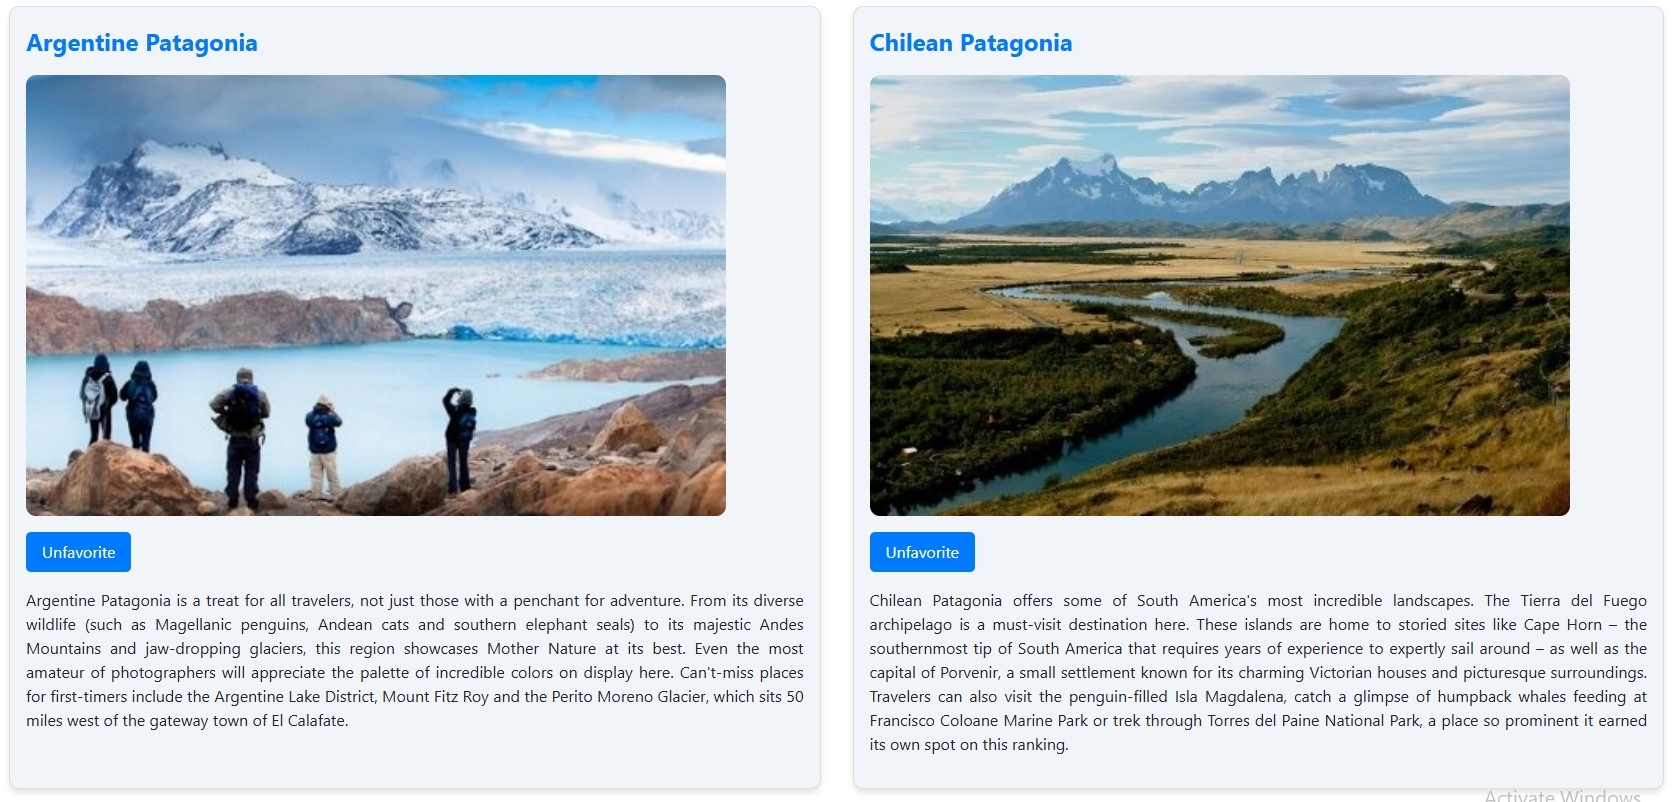 Argentine Patagonia
Unfavorite
Argentine Patagonia is a treat for all travelers, not just those with a penchant for adventure. From its diverse
wildlife (such as Magellanic penguins, Andean cats and southern elephant seals) to its majestic Andes
Mountains and jaw-dropping glaciers, this region showcases Mother Nature at its best. Even the most
amateur of photographers will appreciate the palette of incredible colors on display here. Can't-miss places
for first-timers include the Argentine Lake District, Mount Fitz Roy and the Perito Moreno Glacier, which sits 50
miles west of the gateway town of El Calafate.
Chilean Patagonia
Unfavorite
Chilean Patagonia offers some of South America's most incredible landscapes. The Tierra del Fuego
archipelago is a must-visit destination here. These islands are home to storied sites like Cape Horn – the
southernmost tip of South America that requires years of experience to expertly sail around – as well as the
capital of Porvenir, a small settlement known for its charming Victorian houses and picturesque surroundings.
Travelers can also visit the penguin-filled Isla Magdalena, catch a glimpse of humpback whales feeding at
Francisco Coloane Marine Park or trek through Torres del Paine National Park, a place so prominent it earned
its own spot on this ranking.
Activate Windows